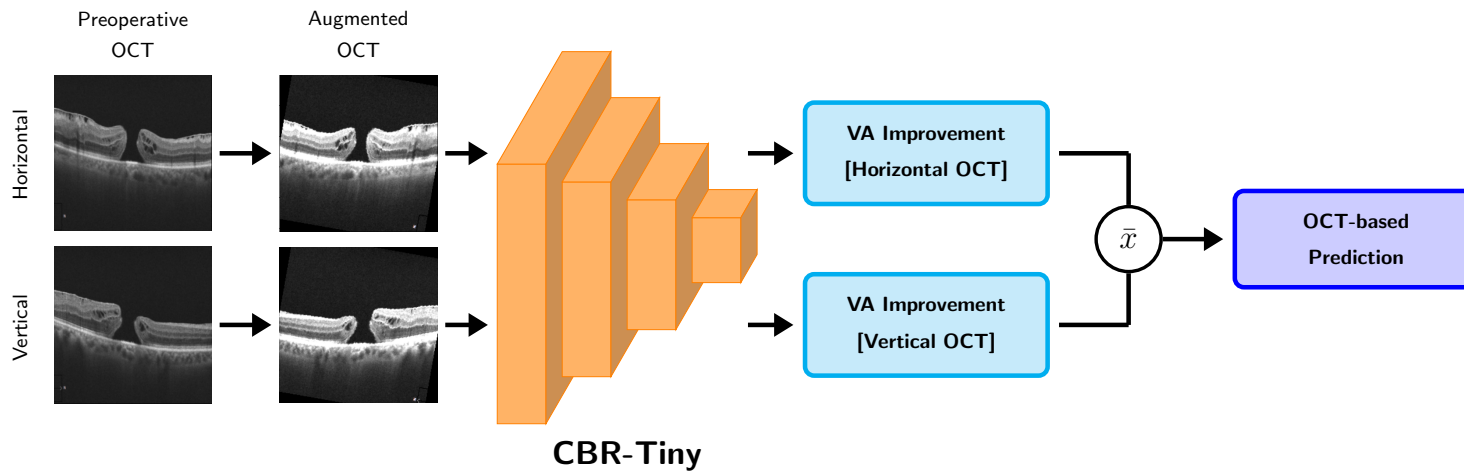 Preoperative
OCT
Augmented
OCT
Horizontal
Vertical
CBR-Tiny
VA Improvement
[Horizontal OCT]
VA Improvement
[Vertical OCT]
x̄
OCT-based
Prediction